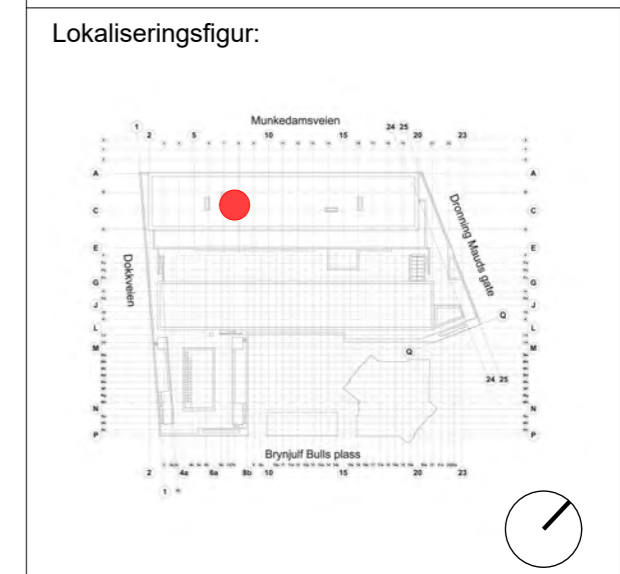 Lokaliseringsfigur:
Munkedamsveien
1 2 5 10 15 24 25 20 23
A A
C C
Dronning Mauds gate
E E
Dokkveien
G G
J J
Q
L L
M M
Q
24 25
N N
P P
Brynjulf Bulls plass
2 4a 6a 8b 10 15 20 23
1